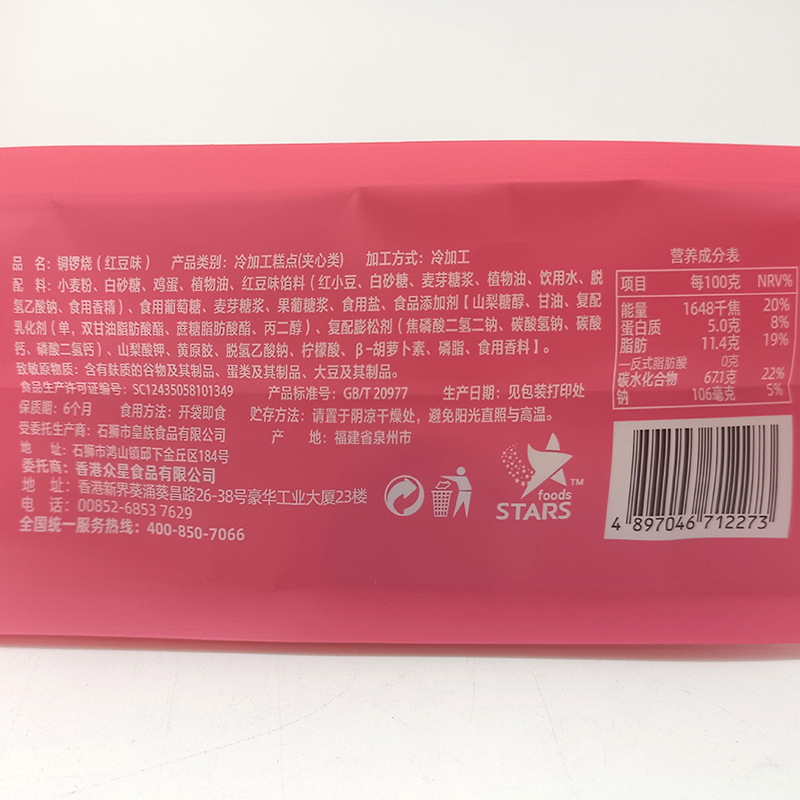 品　名：铜锣烧（红豆味）　产品类别：冷加工糕点(夹心类)　加工方式：冷加工
配　料：小麦粉、白砂糖、鸡蛋、植物油、红豆味馅料（红小豆、白砂糖、麦芽糖浆、植物油、饮用水、脱
氢乙酸钠、食用香精）、食用葡萄糖、麦芽糖浆、果葡糖浆、食用盐、食品添加剂【山梨糖醇、甘油、复配
乳化剂（单，双甘油脂肪酸酯、蔗糖脂肪酸酯、丙二醇）、复配膨松剂（焦磷酸二氢二钠、碳酸氢钠、碳酸
钙、磷酸二氢钙）、山梨酸钾、黄原胶、脱氢乙酸钠、柠檬酸、β-胡萝卜素、磷脂、食用香料】。
致敏原物质：含有麸质的谷物及其制品、蛋类及其制品、大豆及其制品。
食品生产许可证编号：SC12435058101349　产品标准号：GB/T 20977　生产日期：见包装打印处
保质期：6个月　食用方法：开袋即食　贮存方法：请置于阴凉干燥处，避免阳光直照与高温。
受委托生产商：石狮市皇族食品有限公司　产　地：福建省泉州市
地　址：石狮市鸿山镇邱下金丘区184号
委托商：香港众星食品有限公司
地　址：香港新界葵涌葵昌路26-38号豪华工业大厦23楼
电　话：00852-6853 7629
全国统一服务热线：400-850-7066
foods
STARS
TM
营养成分表
项目　每100克　NRV%
能量　1648千焦　20%
蛋白质　5.0克　8%
脂肪　11.4克　19%
—反式脂肪酸　0克
碳水化合物　67.1克　22%
钠　106毫克　5%
4 897046 712273